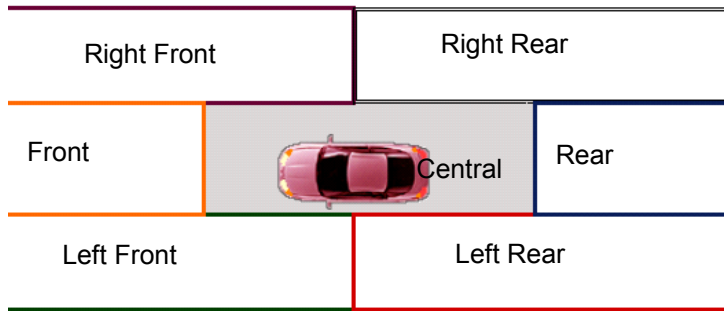 Right Front
Right Rear
Front
Central
Rear
Left Front
Left Rear